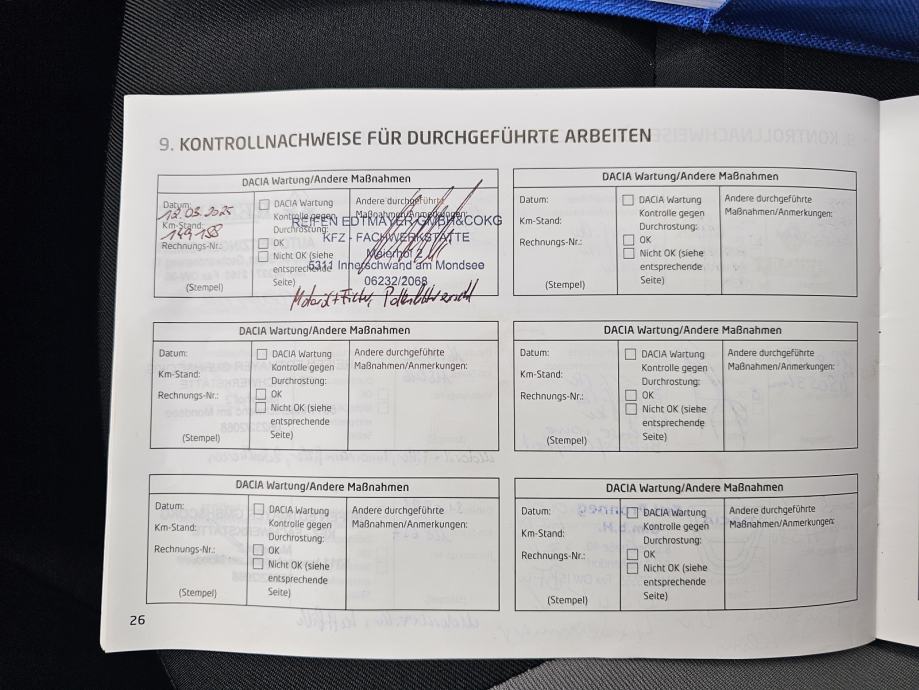 9. KONTROLLNACHWEISE FÜR DURCHGEFÜHRTE ARBEITEN
DACIA Wartung/Andere Maßnahmen
Datum:
18.03.2025
Km-Stand:
149 188
Rechnungs-Nr.:
(Stempel)
DACIA Wartung
Kontrolle gegen
Durchrostung:
OK
Nicht OK (siehe
entsprechende
Seite)
Andere durchgeführte
Maßnahmen/Anmerkungen:
REIFEN EDTMAYER GMBH&COKG
KFZ - FACHWERKSTÄTTE
Meierhof 2
5311 Innerschwand am Mondsee
06232/2068
DACIA Wartung/Andere Maßnahmen
Datum:
Km-Stand:
Rechnungs-Nr.:
(Stempel)
DACIA Wartung
Kontrolle gegen
Durchrostung:
OK
Nicht OK (siehe
entsprechende
Seite)
Andere durchgeführte
Maßnahmen/Anmerkungen:
DACIA Wartung/Andere Maßnahmen
Datum:
Km-Stand:
Rechnungs-Nr.:
(Stempel)
DACIA Wartung
Kontrolle gegen
Durchrostung:
OK
Nicht OK (siehe
entsprechende
Seite)
Andere durchgeführte
Maßnahmen/Anmerkungen:
DACIA Wartung/Andere Maßnahmen
Datum:
Km-Stand:
Rechnungs-Nr.:
(Stempel)
DACIA Wartung
Kontrolle gegen
Durchrostung:
OK
Nicht OK (siehe
entsprechende
Seite)
Andere durchgeführte
Maßnahmen/Anmerkungen:
DACIA Wartung/Andere Maßnahmen
Datum:
Km-Stand:
Rechnungs-Nr.:
(Stempel)
DACIA Wartung
Kontrolle gegen
Durchrostung:
OK
Nicht OK (siehe
entsprechende
Seite)
Andere durchgeführte
Maßnahmen/Anmerkungen:
DACIA Wartung/Andere Maßnahmen
Datum:
Km-Stand:
Rechnungs-Nr.:
(Stempel)
DACIA Wartung
Kontrolle gegen
Durchrostung:
OK
Nicht OK (siehe
entsprechende
Seite)
Andere durchgeführte
Maßnahmen/Anmerkungen:
26